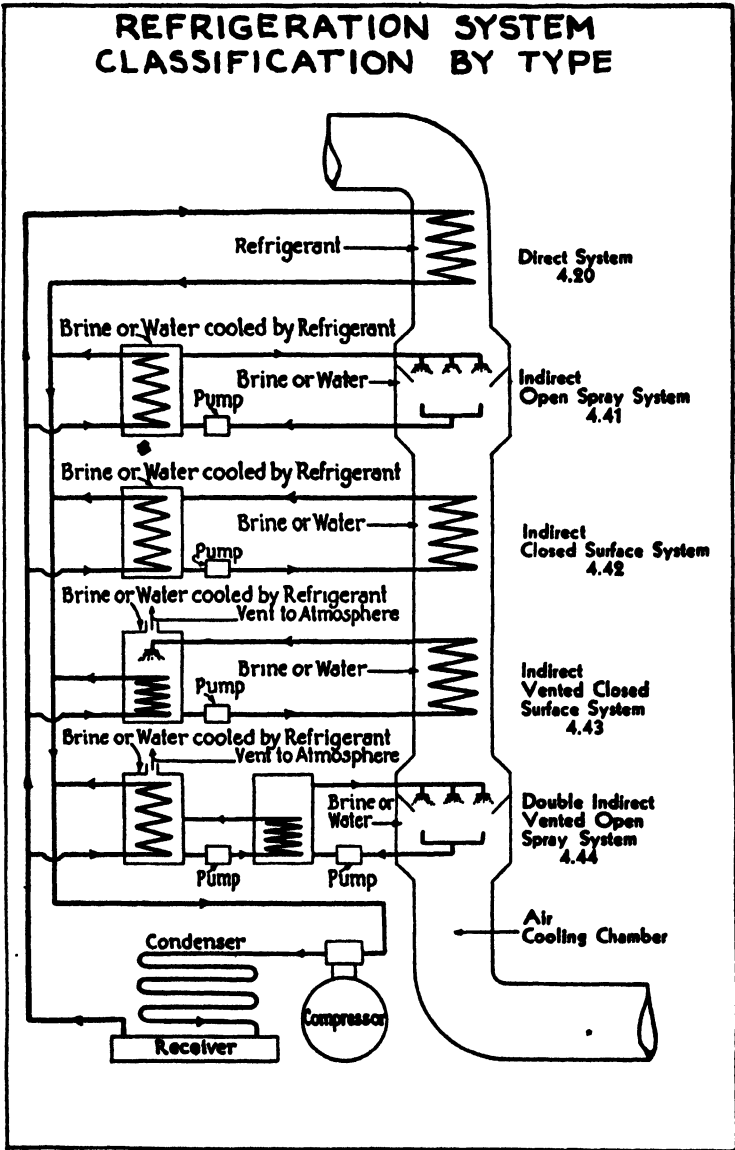 REFRIGERATION SYSTEM
CLASSIFICATION BY TYPE
Refrigerant
Direct System
4.20
Brine or Water cooled by Refrigerant
Brine or Water
Pump
Indirect
Open Spray System
4.41
Brine or Water cooled by Refrigerant
Brine or Water
Pump
Indirect
Closed Surface System
4.42
Brine or Water cooled by Refrigerant
Vent to Atmosphere
Brine or Water
Pump
Indirect
Vented Closed
Surface System
4.43
Brine or Water cooled by Refrigerant
Vent to Atmosphere
Brine or
Water
Pump
Pump
Double Indirect
Vented Open
Spray System
4.44
Air
Cooling Chamber
Condenser
Compressor
Receiver